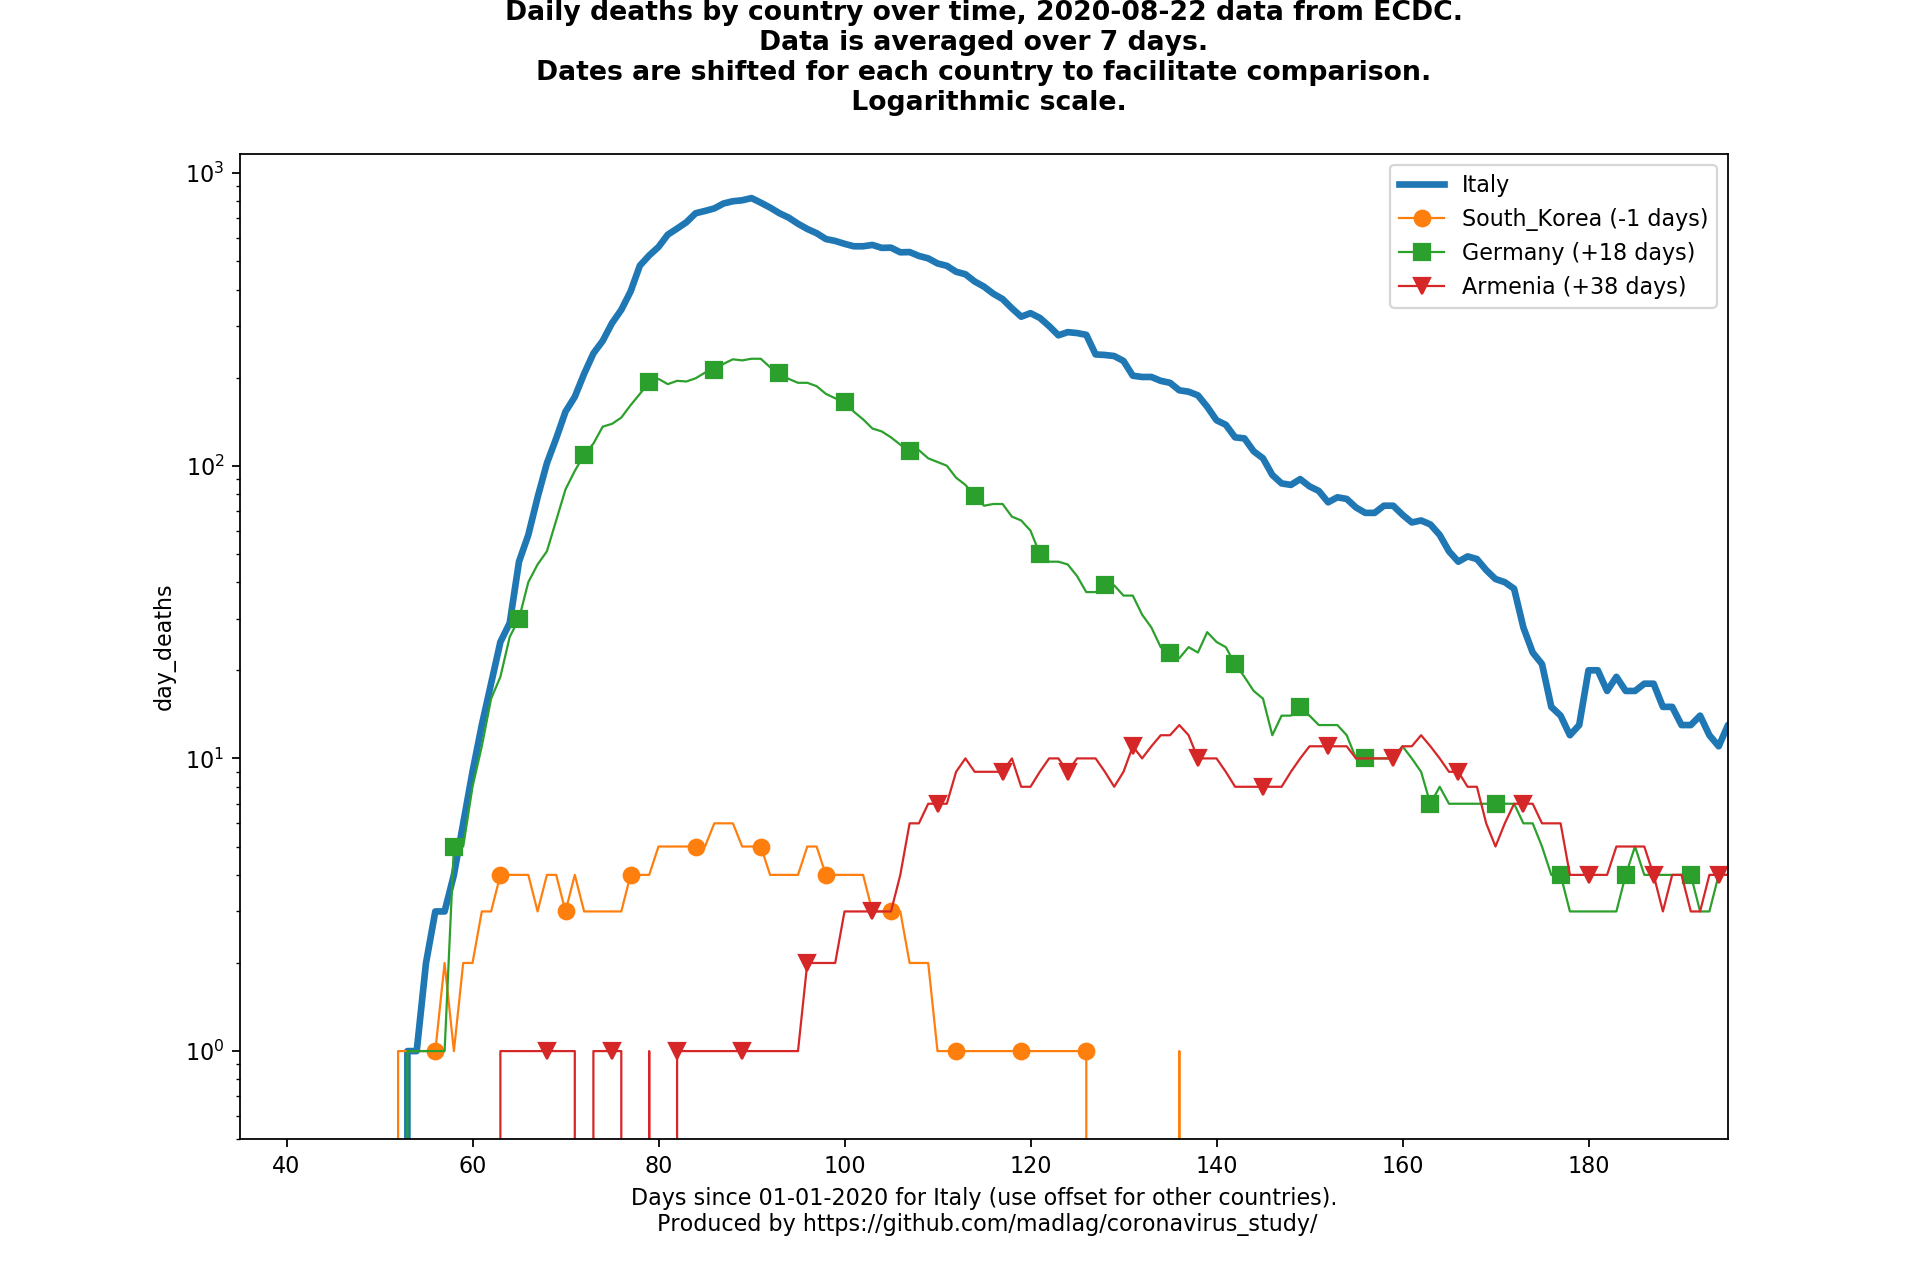 Daily deaths by country over time, 2020-08-22 data from ECDC.
Data is averaged over 7 days.
Dates are shifted for each country to facilitate comparison.
Logarithmic scale.
10³
10²
10¹
10⁰
day_deaths
Italy
South_Korea (-1 days)
Germany (+18 days)
Armenia (+38 days)
40 60 80 100 120 140 160 180
Days since 01-01-2020 for Italy (use offset for other countries).
Produced by https://github.com/madlag/coronavirus_study/